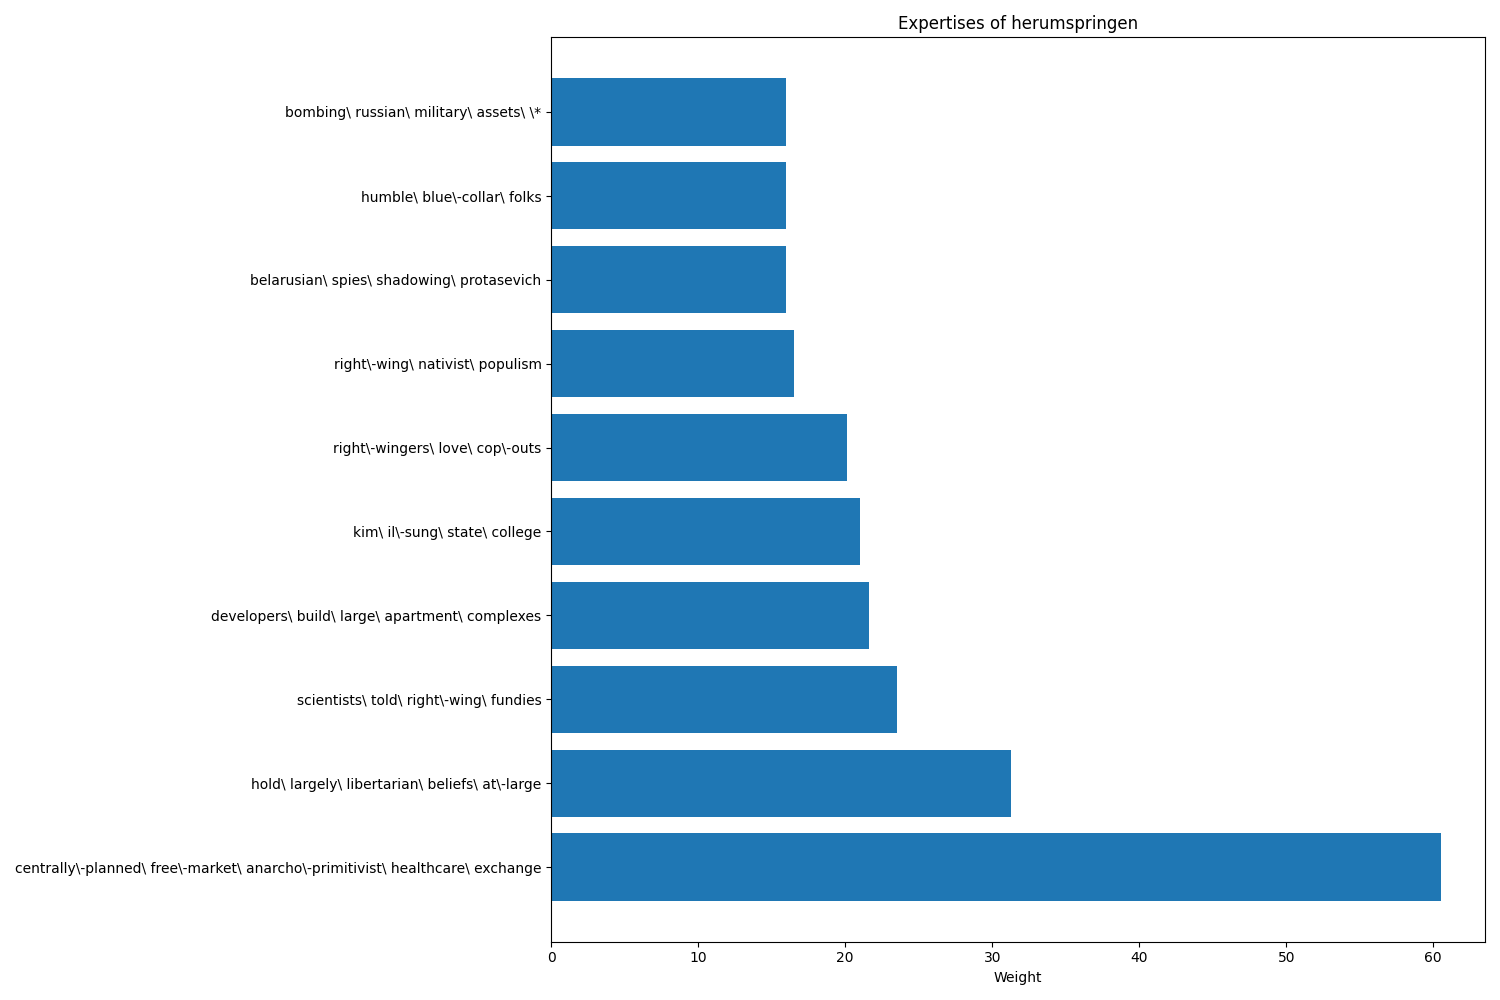 Expertises of herumspringen
bombing\ russian\ military\ assets\ \*
humble\ blue\-collar\ folks
belarusian\ spies\ shadowing\ protasevich
right\-wing\ nativist\ populism
right\-wingers\ love\ cop\-outs
kim\ il\-sung\ state\ college
developers\ build\ large\ apartment\ complexes
scientists\ told\ right\-wing\ fundies
hold\ largely\ libertarian\ beliefs\ at\-large
centrally\-planned\ free\-market\ anarcho\-primitivist\ healthcare\ exchange
0 10 20 30 40 50 60
Weight